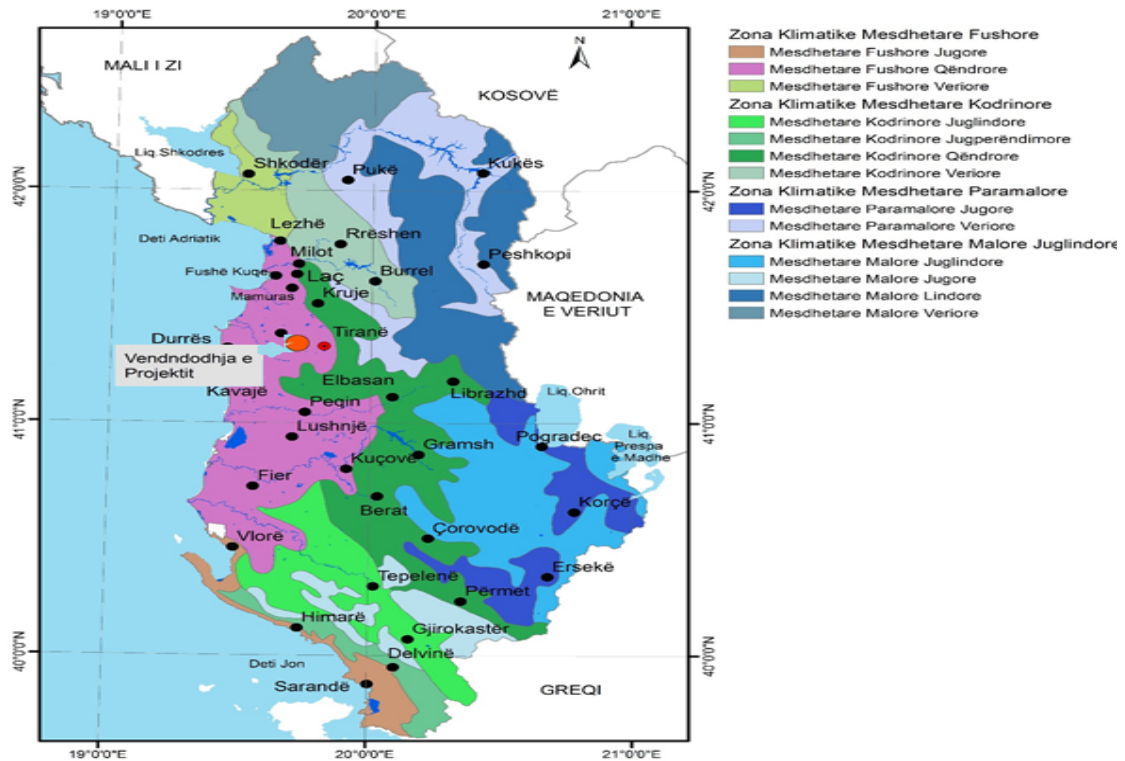 19°0'0"E
20°0'0"E
21°0'0"E
MALI I ZI
N
KOSOVË
Liq.Shkodres
Shkodër
Pukë
Kukës
42°0'0"N
42°0'0"N
Lezhë
Deti Adriatik
Rrëshen
Milot
Peshkopi
Fushë Kuqe
Laç
Burrel
Mamuras
Kruje
MAQEDONIA
E VERIUT
Durrës
Tiranë
Vendndodhja e
Projektit
Elbasan
Kavajë
Librazhd
Liq.Ohrit
Peqin
41°0'0"N
41°0'0"N
Lushnjë
Gramsh
Pogradec
Liq.
Prespa
e Madhe
Kuçovë
Fier
Korçë
Berat
Çorovodë
Vlorë
Tepelenë
Ersekë
Përmet
Himarë
Gjirokastër
40°0'0"N
40°0'0"N
Delvinë
Deti Jon
Sarandë
GREQI
19°0'0"E
20°0'0"E
21°0'0"E
Zona Klimatike Mesdhetare Fushore
Mesdhetare Fushore Jugore
Mesdhetare Fushore Qëndrore
Mesdhetare Fushore Veriore
Zona Klimatike Mesdhetare Kodrinore
Mesdhetare Kodrinore Juglindore
Mesdhetare Kodrinore Jugperëndimore
Mesdhetare Kodrinore Qëndrore
Mesdhetare Kodrinore Veriore
Zona Klimatike Mesdhetare Paramalore
Mesdhetare Paramalore Jugore
Mesdhetare Paramalore Veriore
Zona Klimatike Mesdhetare Malore Juglindore
Mesdhetare Malore Juglindore
Mesdhetare Malore Jugore
Mesdhetare Malore Lindore
Mesdhetare Malore Veriore